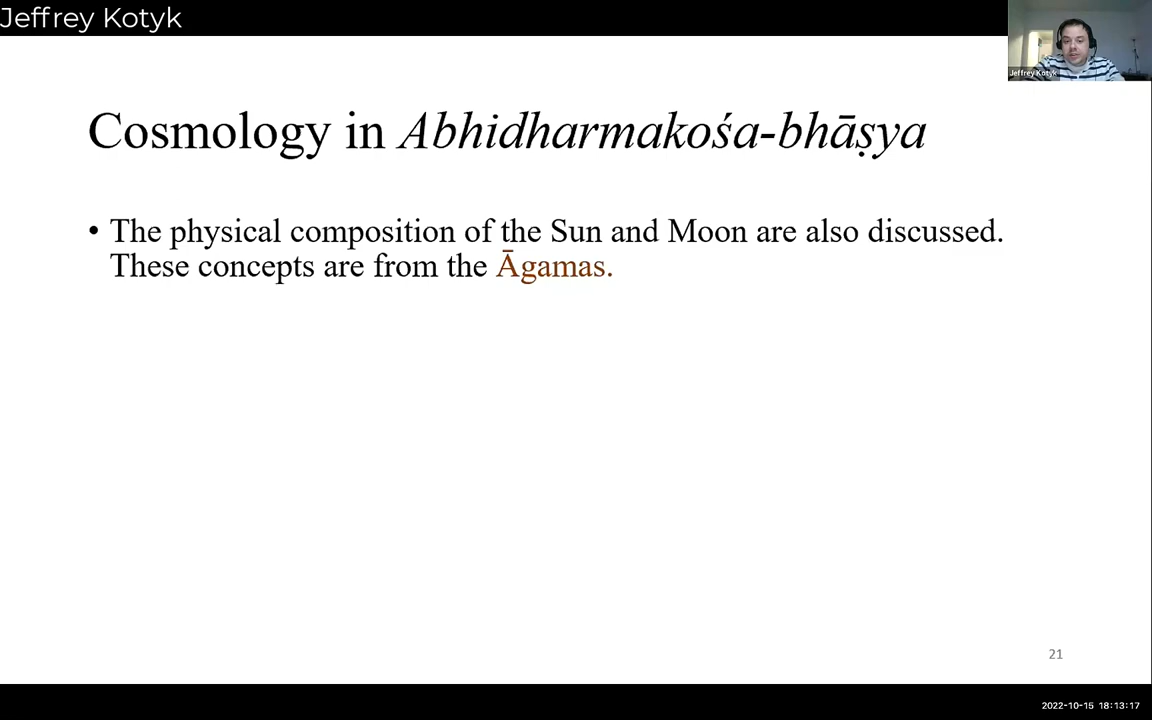 Jeffrey Kotyk
Jeffrey Kotyk
Cosmology in Abhidharmakośa-bhāṣya
• The physical composition of the Sun and Moon are also discussed.
These concepts are from the Āgamas.
21
2022-10-15 18:13:17